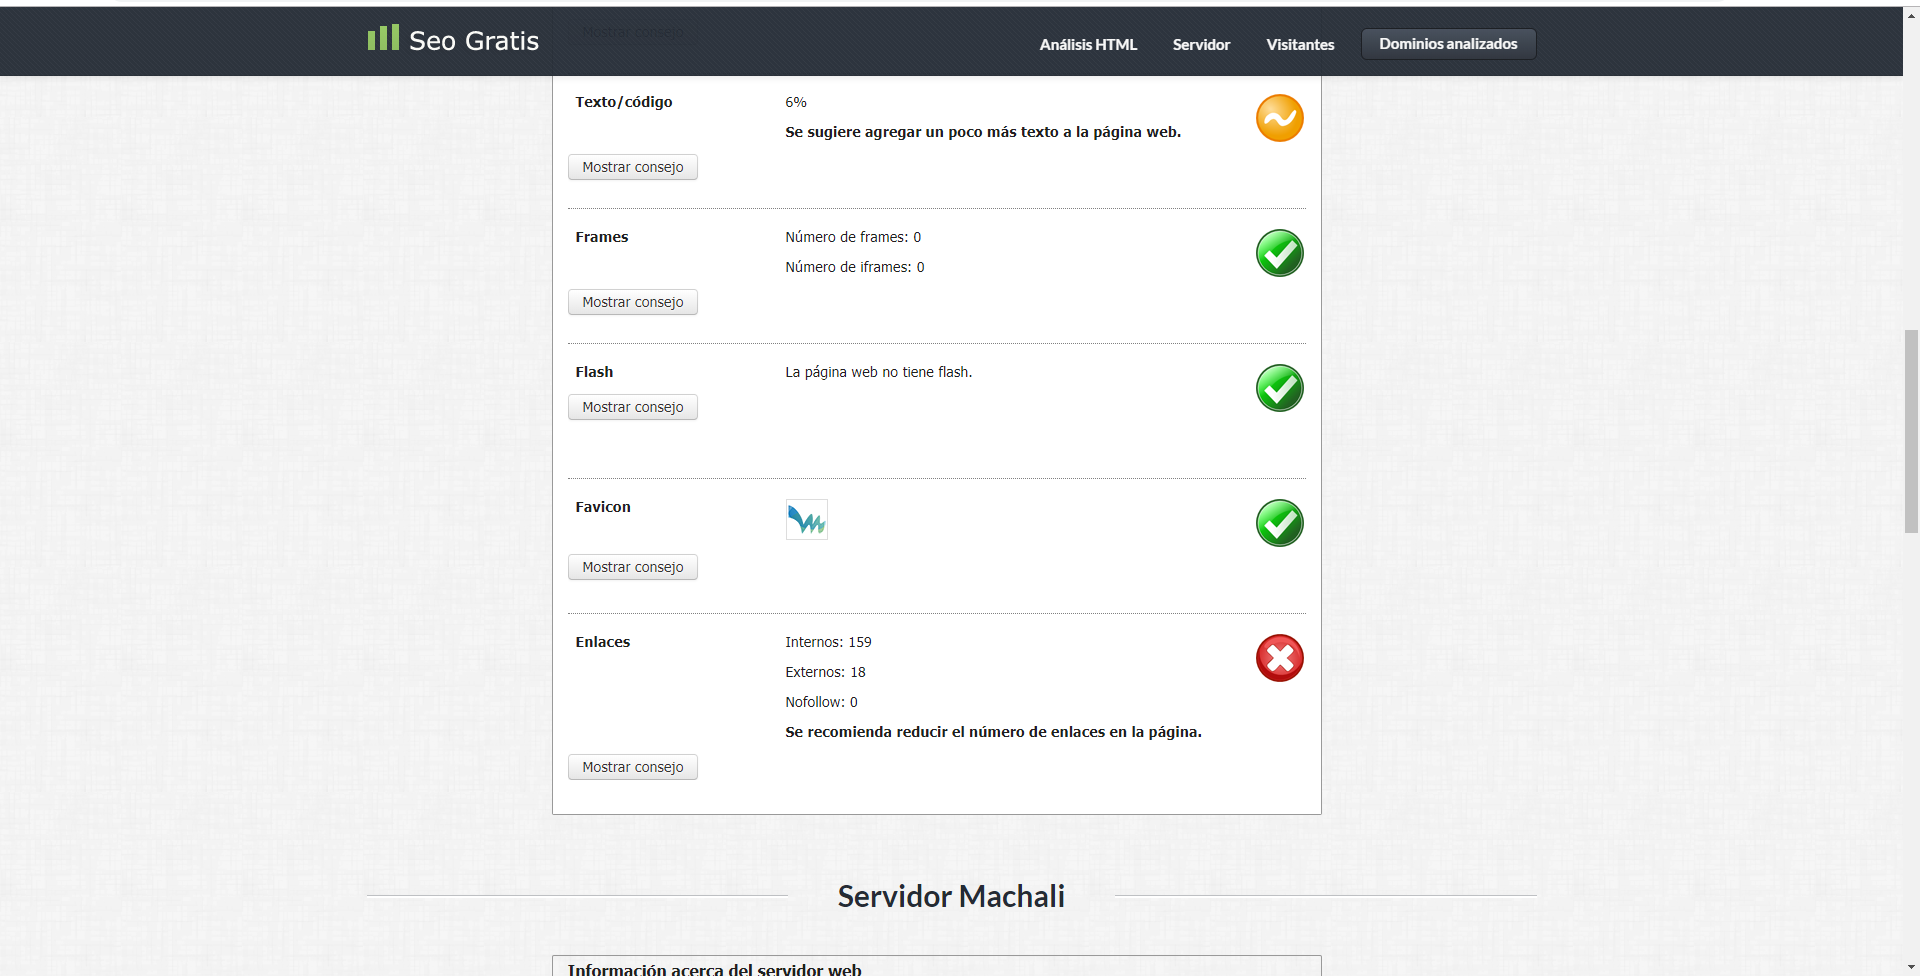 Seo Gratis
Análisis HTML
Servidor
Visitantes
Dominios analizados
Mostrar consejo
Texto/código
6%
Se sugiere agregar un poco más texto a la página web.
Mostrar consejo
Frames
Número de frames: 0
Número de iframes: 0
Mostrar consejo
Flash
La página web no tiene flash.
Mostrar consejo
Favicon
Mostrar consejo
Enlaces
Internos: 159
Externos: 18
Nofollow: 0
Se recomienda reducir el número de enlaces en la página.
Mostrar consejo
Servidor Machali
Información acerca del servidor web